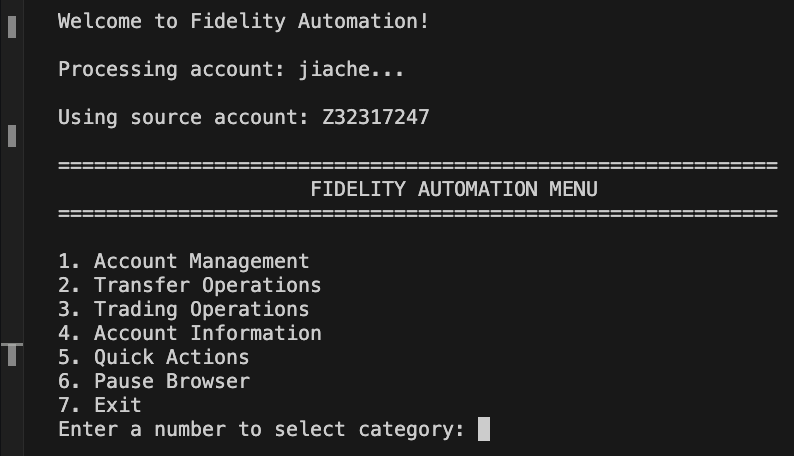 Welcome to Fidelity Automation!
Processing account: jiache...
Using source account: Z32317247
============================================================
FIDELITY AUTOMATION MENU
============================================================
1. Account Management
2. Transfer Operations
3. Trading Operations
4. Account Information
5. Quick Actions
6. Pause Browser
7. Exit
Enter a number to select category: